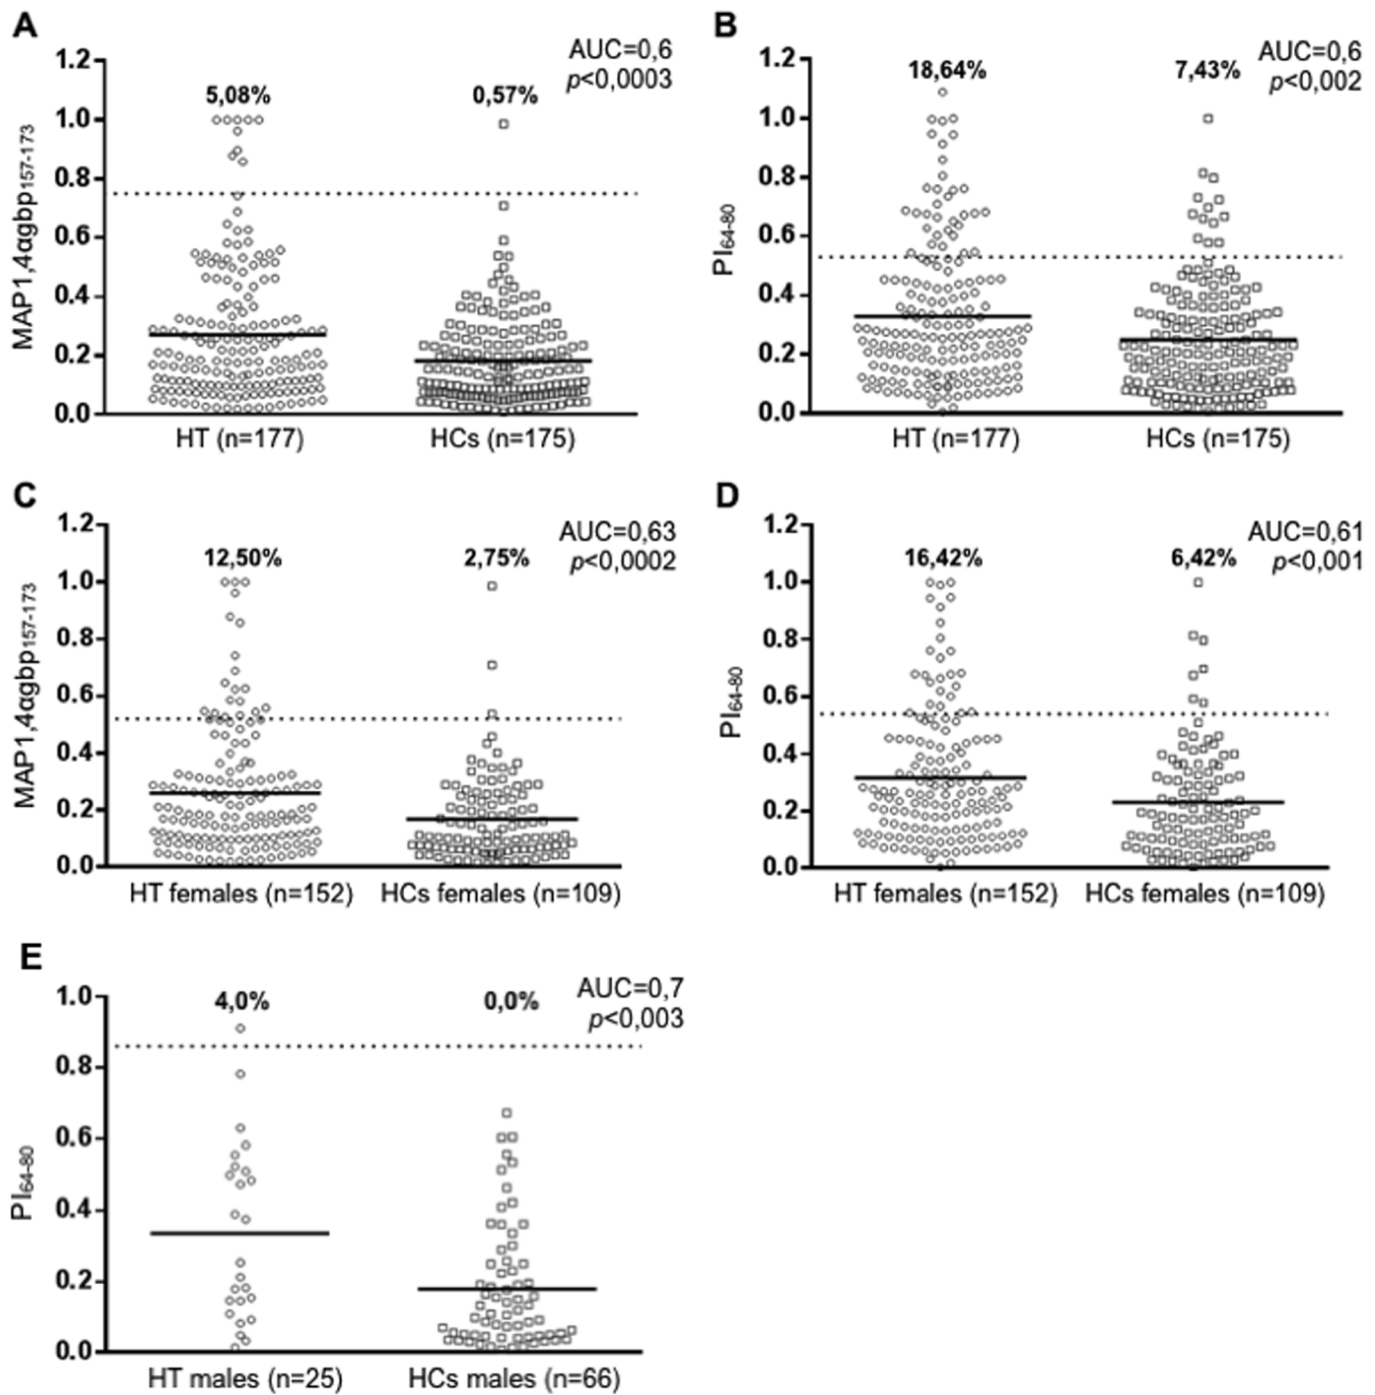 A
AUC=0,6
p<0,0003
5,08%
0,57%
1.2
1.0
0.8
0.6
0.4
0.2
0.0
MAP1,4αgbp157-173
HT (n=177)
HCs (n=175)
B
AUC=0,6
p<0,002
18,64%
7,43%
1.2
1.0
0.8
0.6
0.4
0.2
0.0
PI64-80
HT (n=177)
HCs (n=175)
C
AUC=0,63
p<0,0002
12,50%
2,75%
1.2
1.0
0.8
0.6
0.4
0.2
0.0
MAP1,4αgbp157-173
HT females (n=152)
HCs females (n=109)
D
AUC=0,61
p<0,001
16,42%
6,42%
1.2
1.0
0.8
0.6
0.4
0.2
0.0
PI64-80
HT females (n=152)
HCs females (n=109)
E
AUC=0,7
p<0,003
4,0%
0,0%
1.0
0.8
0.6
0.4
0.2
0.0
PI64-80
HT males (n=25)
HCs males (n=66)